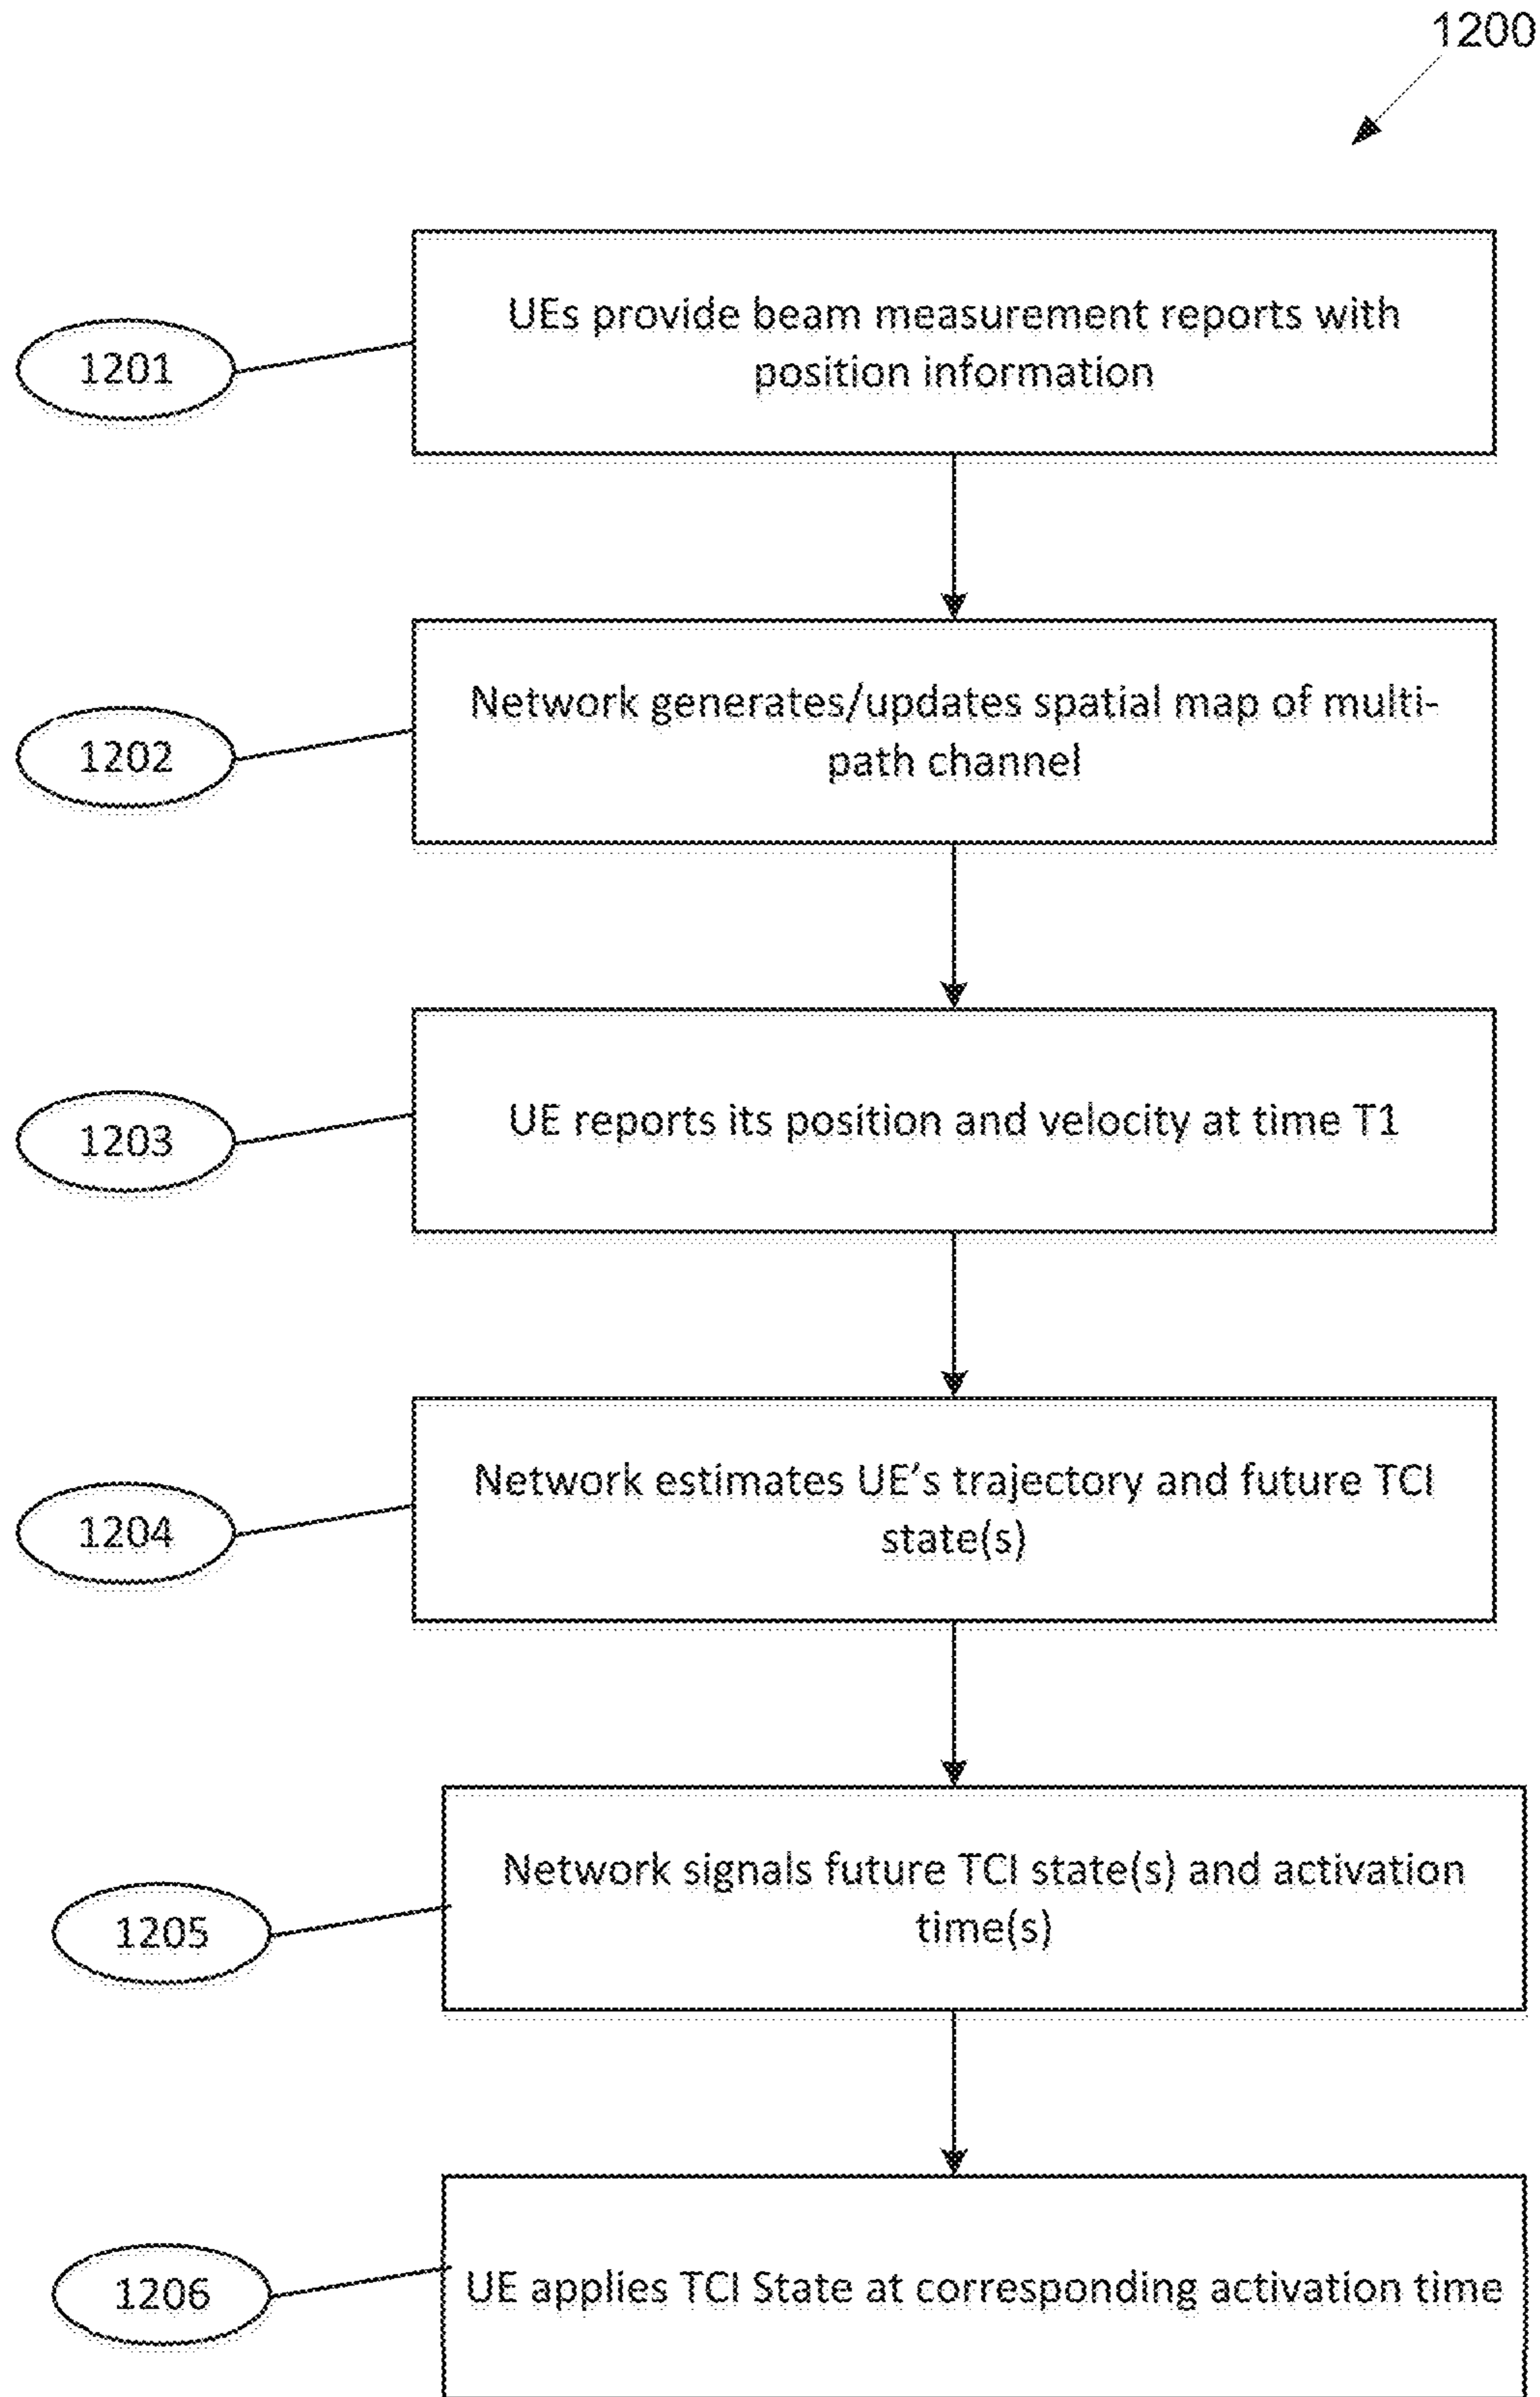 1200
1201
UEs provide beam measurement reports with
position information
1202
Network generates/updates spatial map of multi-
path channel
1203
UE reports its position and velocity at time T1
1204
Network estimates UE's trajectory and future TCI
state(s)
1205
Network signals future TCI state(s) and activation
time(s)
1206
UE applies TCI State at corresponding activation time